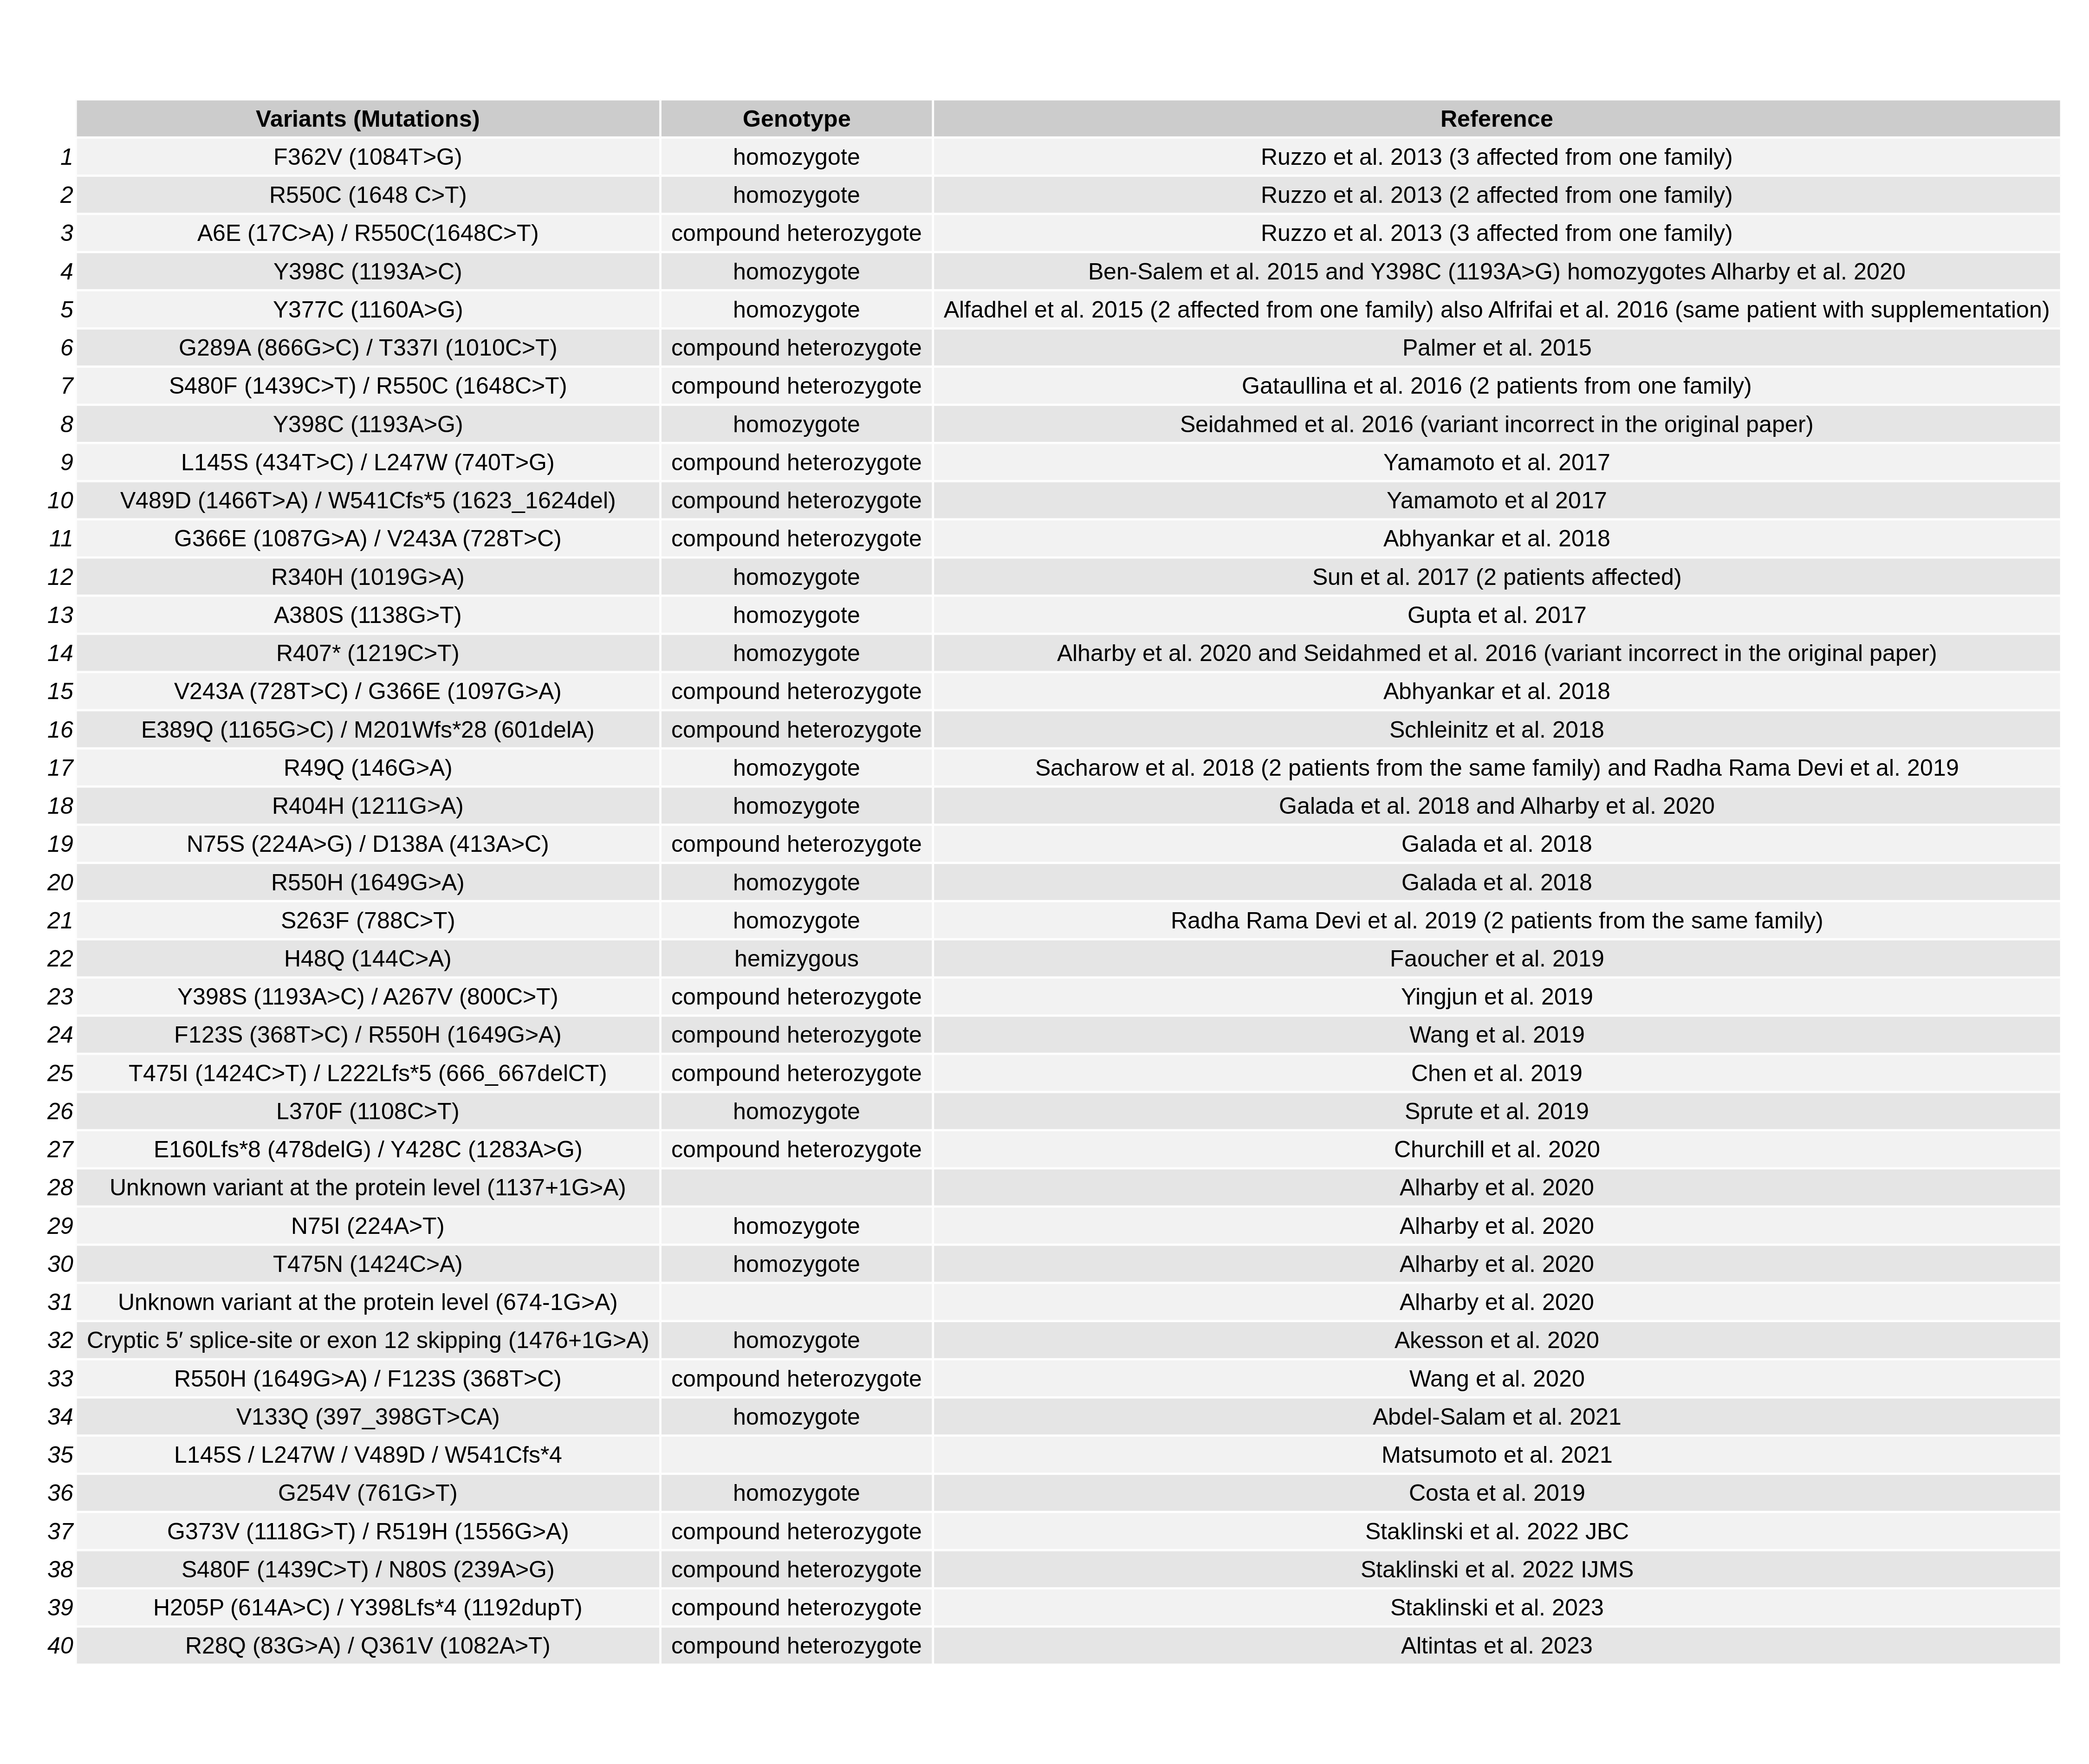 Variants (Mutations) Genotype Reference
1 F362V (1084T>G) homozygote Ruzzo et al. 2013 (3 affected from one family)
2 R550C (1648 C>T) homozygote Ruzzo et al. 2013 (2 affected from one family)
3 A6E (17C>A) / R550C(1648C>T) compound heterozygote Ruzzo et al. 2013 (3 affected from one family)
4 Y398C (1193A>C) homozygote Ben-Salem et al. 2015 and Y398C (1193A>G) homozygotes Alharby et al. 2020
5 Y377C (1160A>G) homozygote Alfadhel et al. 2015 (2 affected from one family) also Alfrifai et al. 2016 (same patient with supplementation)
6 G289A (866G>C) / T337I (1010C>T) compound heterozygote Palmer et al. 2015
7 S480F (1439C>T) / R550C (1648C>T) compound heterozygote Gataullina et al. 2016 (2 patients from one family)
8 Y398C (1193A>G) homozygote Seidahmed et al. 2016 (variant incorrect in the original paper)
9 L145S (434T>C) / L247W (740T>G) compound heterozygote Yamamoto et al. 2017
10 V489D (1466T>A) / W541Cfs*5 (1623_1624del) compound heterozygote Yamamoto et al 2017
11 G366E (1087G>A) / V243A (728T>C) compound heterozygote Abhyankar et al. 2018
12 R340H (1019G>A) homozygote Sun et al. 2017 (2 patients affected)
13 A380S (1138G>T) homozygote Gupta et al. 2017
14 R407* (1219C>T) homozygote Alharby et al. 2020 and Seidahmed et al. 2016 (variant incorrect in the original paper)
15 V243A (728T>C) / G366E (1097G>A) compound heterozygote Abhyankar et al. 2018
16 E389Q (1165G>C) / M201Wfs*28 (601delA) compound heterozygote Schleinitz et al. 2018
17 R49Q (146G>A) homozygote Sacharow et al. 2018 (2 patients from the same family) and Radha Rama Devi et al. 2019
18 R404H (1211G>A) homozygote Galada et al. 2018 and Alharby et al. 2020
19 N75S (224A>G) / D138A (413A>C) compound heterozygote Galada et al. 2018
20 R550H (1649G>A) homozygote Galada et al. 2018
21 S263F (788C>T) homozygote Radha Rama Devi et al. 2019 (2 patients from the same family)
22 H48Q (144C>A) hemizygous Faoucher et al. 2019
23 Y398S (1193A>C) / A267V (800C>T) compound heterozygote Yingjun et al. 2019
24 F123S (368T>C) / R550H (1649G>A) compound heterozygote Wang et al. 2019
25 T475I (1424C>T) / L222Lfs*5 (666_667delCT) compound heterozygote Chen et al. 2019
26 L370F (1108C>T) homozygote Sprute et al. 2019
27 E160Lfs*8 (478delG) / Y428C (1283A>G) compound heterozygote Churchill et al. 2020
28 Unknown variant at the protein level (1137+1G>A) Alharby et al. 2020
29 N75I (224A>T) homozygote Alharby et al. 2020
30 T475N (1424C>A) homozygote Alharby et al. 2020
31 Unknown variant at the protein level (674-1G>A) Alharby et al. 2020
32 Cryptic 5′ splice-site or exon 12 skipping (1476+1G>A) homozygote Akesson et al. 2020
33 R550H (1649G>A) / F123S (368T>C) compound heterozygote Wang et al. 2020
34 V133Q (397_398GT>CA) homozygote Abdel-Salam et al. 2021
35 L145S / L247W / V489D / W541Cfs*4 Matsumoto et al. 2021
36 G254V (761G>T) homozygote Costa et al. 2019
37 G373V (1118G>T) / R519H (1556G>A) compound heterozygote Staklinski et al. 2022 JBC
38 S480F (1439C>T) / N80S (239A>G) compound heterozygote Staklinski et al. 2022 IJMS
39 H205P (614A>C) / Y398Lfs*4 (1192dupT) compound heterozygote Staklinski et al. 2023
40 R28Q (83G>A) / Q361V (1082A>T) compound heterozygote Altintas et al. 2023